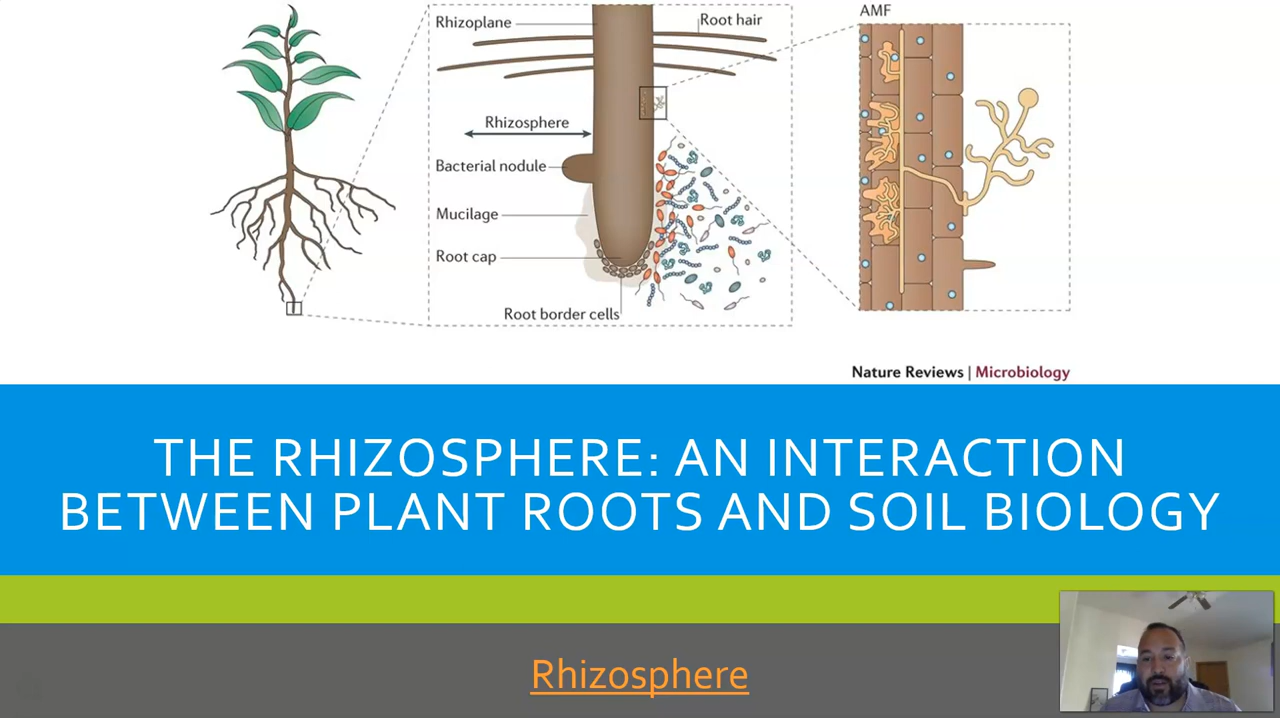 AMF
Rhizoplane
Root hair
Rhizosphere
Bacterial nodule
Mucilage
Root cap
Root border cells
Nature Reviews | Microbiology
THE RHIZOSPHERE: AN INTERACTION
BETWEEN PLANT ROOTS AND SOIL BIOLOGY
Rhizosphere